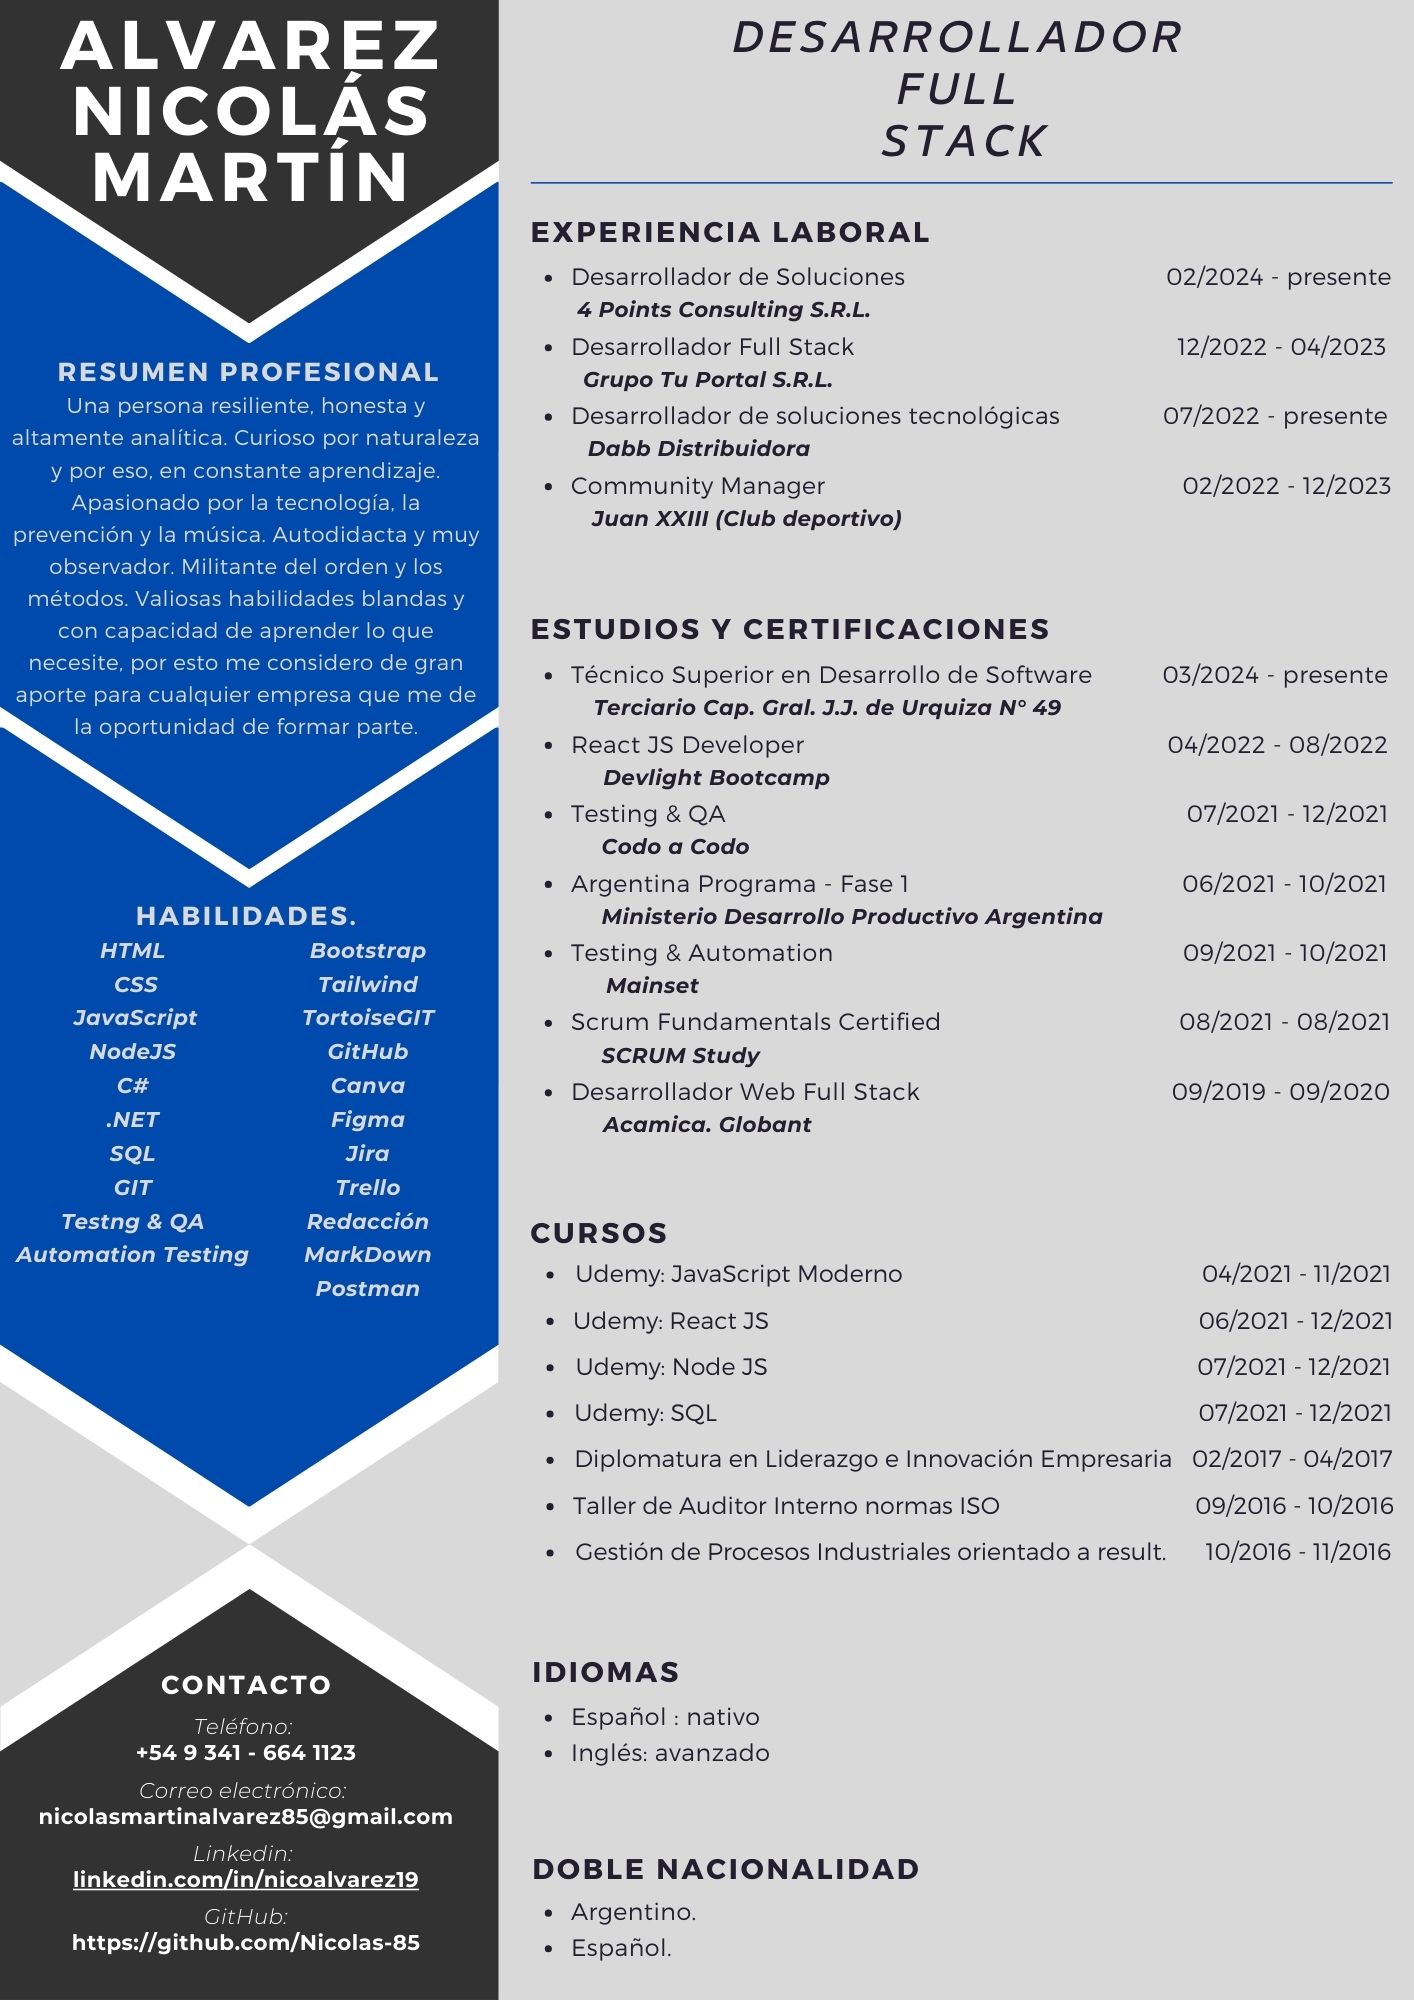 ALVAREZ
NICOLÁS
MARTÍN
RESUMEN PROFESIONAL
Una persona resiliente, honesta y
altamente analítica. Curioso por naturaleza
y por eso, en constante aprendizaje.
Apasionado por la tecnología, la
prevención y la música. Autodidacta y muy
observador. Militante del orden y los
métodos. Valiosas habilidades blandas y
con capacidad de aprender lo que
necesite, por esto me considero de gran
aporte para cualquier empresa que me de
la oportunidad de formar parte.
HABILIDADES.
HTML
CSS
JavaScript
NodeJS
C#
.NET
SQL
GIT
Testng & QA
Automation Testing
Bootstrap
Tailwind
TortoiseGIT
GitHub
Canva
Figma
Jira
Trello
Redacción
MarkDown
Postman
CONTACTO
Teléfono:
+54 9 341 - 664 1123
Correo electrónico:
nicolasmartinalvarez85@gmail.com
Linkedin:
linkedin.com/in/nicoalvarez19
GitHub:
https://github.com/Nicolas-85
DESARROLLADOR
FULL
STACK
EXPERIENCIA LABORAL
• Desarrollador de Soluciones 02/2024 - presente
4 Points Consulting S.R.L.
• Desarrollador Full Stack 12/2022 - 04/2023
Grupo Tu Portal S.R.L.
• Desarrollador de soluciones tecnológicas 07/2022 - presente
Dabb Distribuidora
• Community Manager 02/2022 - 12/2023
Juan XXIII (Club deportivo)
ESTUDIOS Y CERTIFICACIONES
• Técnico Superior en Desarrollo de Software 03/2024 - presente
Terciario Cap. Gral. J.J. de Urquiza N° 49
• React JS Developer 04/2022 - 08/2022
Devlight Bootcamp
• Testing & QA 07/2021 - 12/2021
Codo a Codo
• Argentina Programa - Fase 1 06/2021 - 10/2021
Ministerio Desarrollo Productivo Argentina
• Testing & Automation 09/2021 - 10/2021
Mainset
• Scrum Fundamentals Certified 08/2021 - 08/2021
SCRUM Study
• Desarrollador Web Full Stack 09/2019 - 09/2020
Acamica. Globant
CURSOS
• Udemy: JavaScript Moderno 04/2021 - 11/2021
• Udemy: React JS 06/2021 - 12/2021
• Udemy: Node JS 07/2021 - 12/2021
• Udemy: SQL 07/2021 - 12/2021
• Diplomatura en Liderazgo e Innovación Empresaria 02/2017 - 04/2017
• Taller de Auditor Interno normas ISO 09/2016 - 10/2016
• Gestión de Procesos Industriales orientado a result. 10/2016 - 11/2016
IDIOMAS
• Español : nativo
• Inglés: avanzado
DOBLE NACIONALIDAD
• Argentino.
• Español.